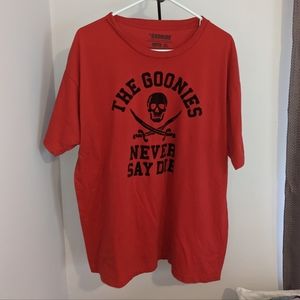 THE GOONIES
NEVER
SAY DIE